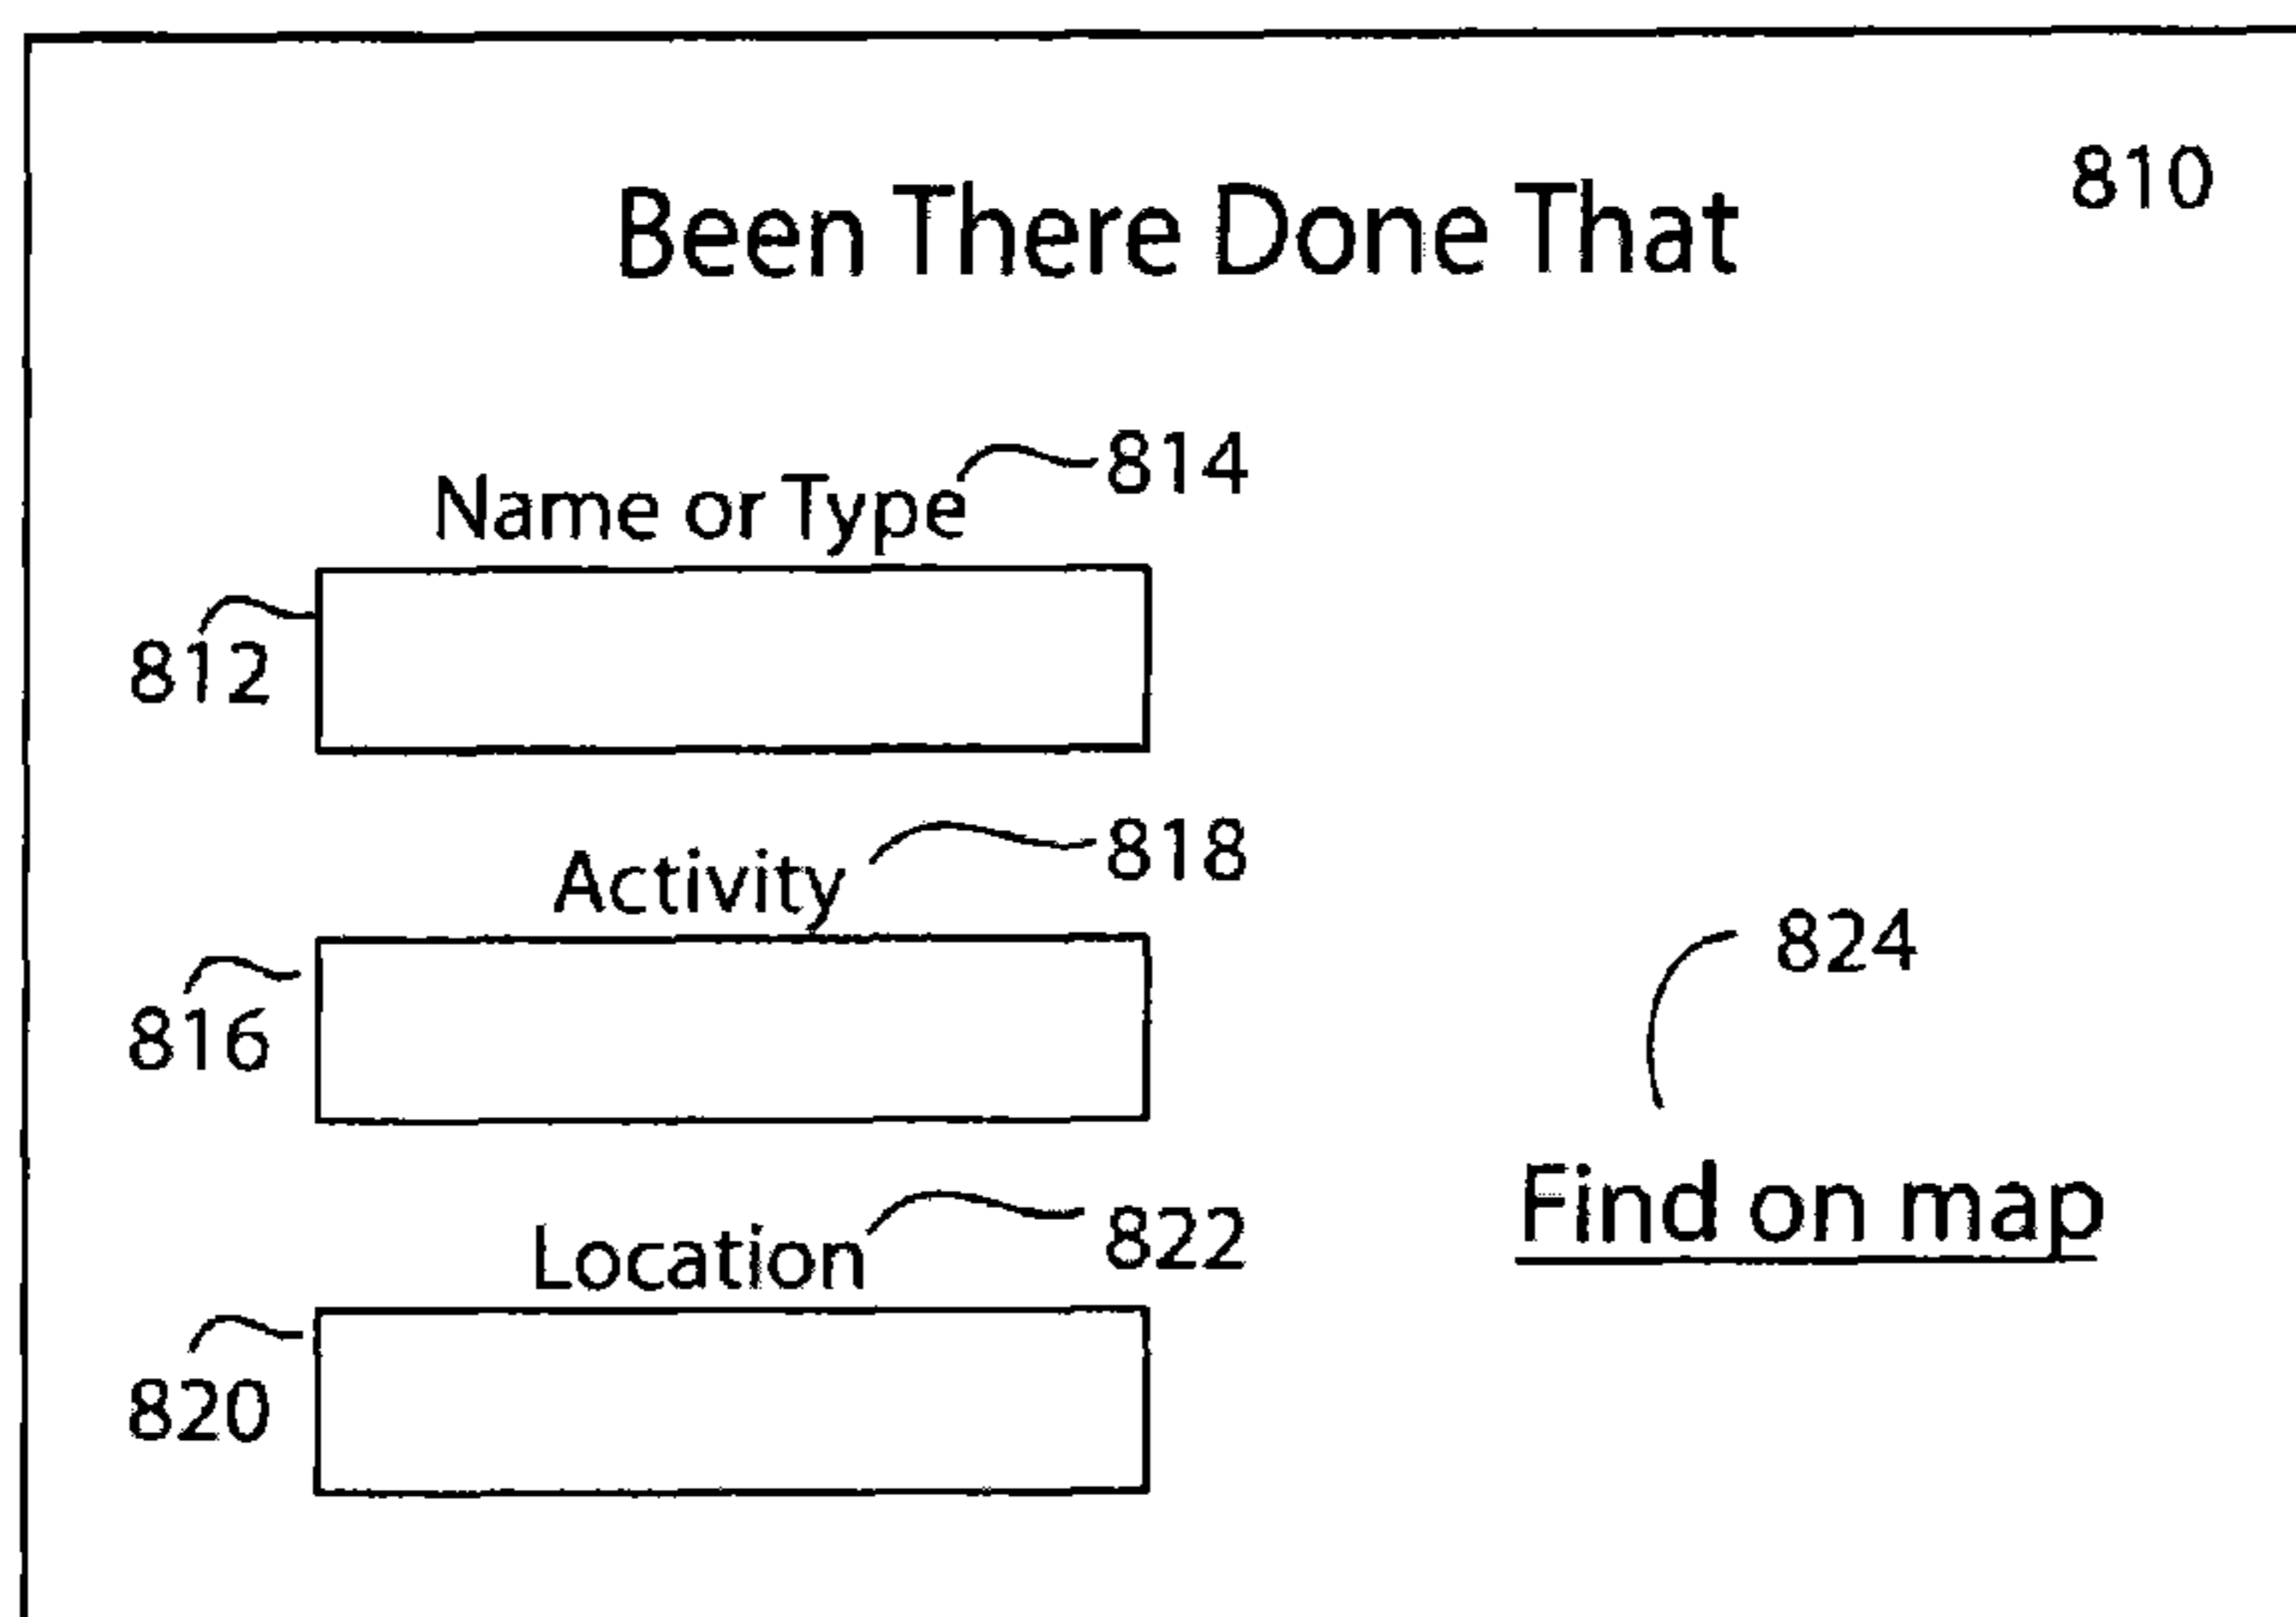 810
Been There Done That
814
Name or Type
812
818
Activity
816
824
822
Find on map
Location
820